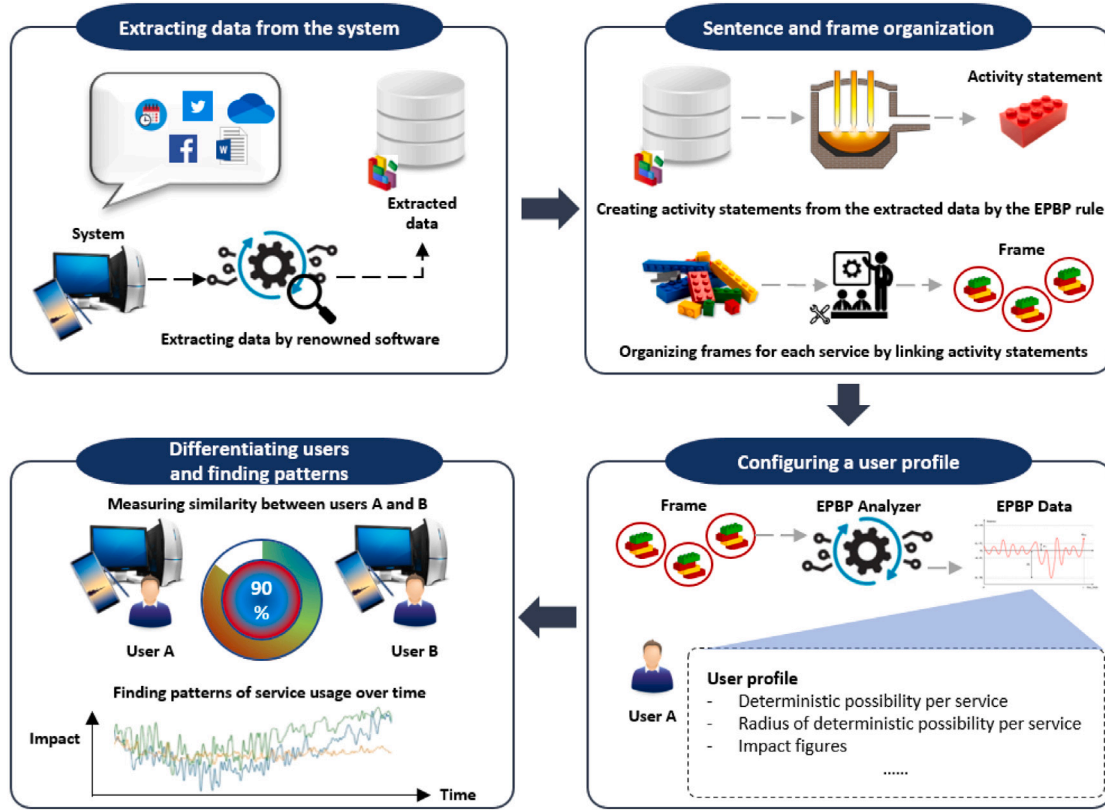 Extracting data from the system
System
Extracted
data
Extracting data by renowned software
Sentence and frame organization
Activity statement
Creating activity statements from the extracted data by the EPBP rule
Frame
Organizing frames for each service by linking activity statements
Differentiating users
and finding patterns
Measuring similarity between users A and B
90
%
User A
User B
Finding patterns of service usage over time
Impact
Time
Configuring a user profile
Frame
EPBP Analyzer
EPBP Data
User A
User profile
- Deterministic possibility per service
- Radius of deterministic possibility per service
- Impact figures
......